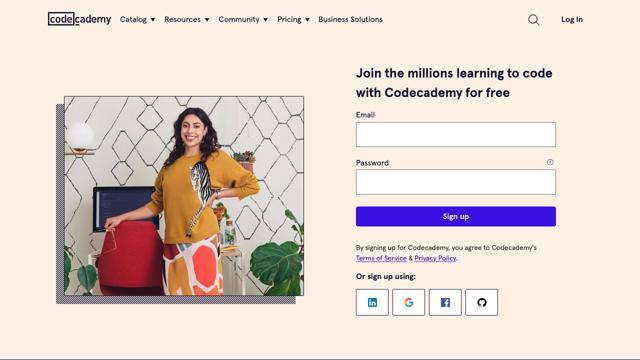 codecademy Catalog Resources Community Pricing Business Solutions Log In
Join the millions learning to code
with Codecademy for free
Email
Password
Sign up
By signing up for Codecademy, you agree to Codecademy's
Terms of Service & Privacy Policy.
Or sign up using: